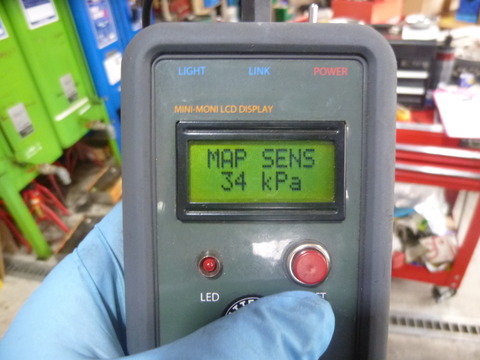 LIGHT LINK POWER
MINI-MONI LCD DISPLAY
MAP SENS
34 kPa
LED